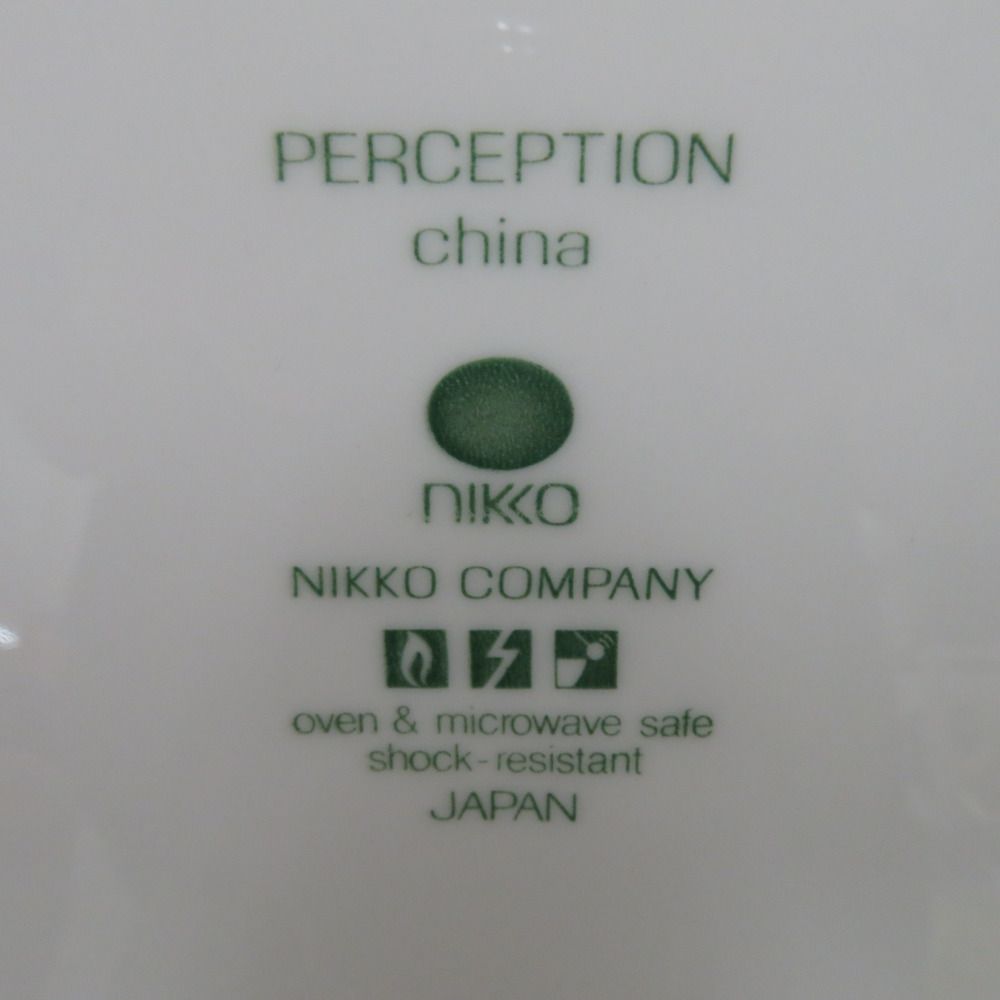 PERCEPTION
china
NIKKO
NIKKO COMPANY
oven & microwave safe
shock-resistant
JAPAN